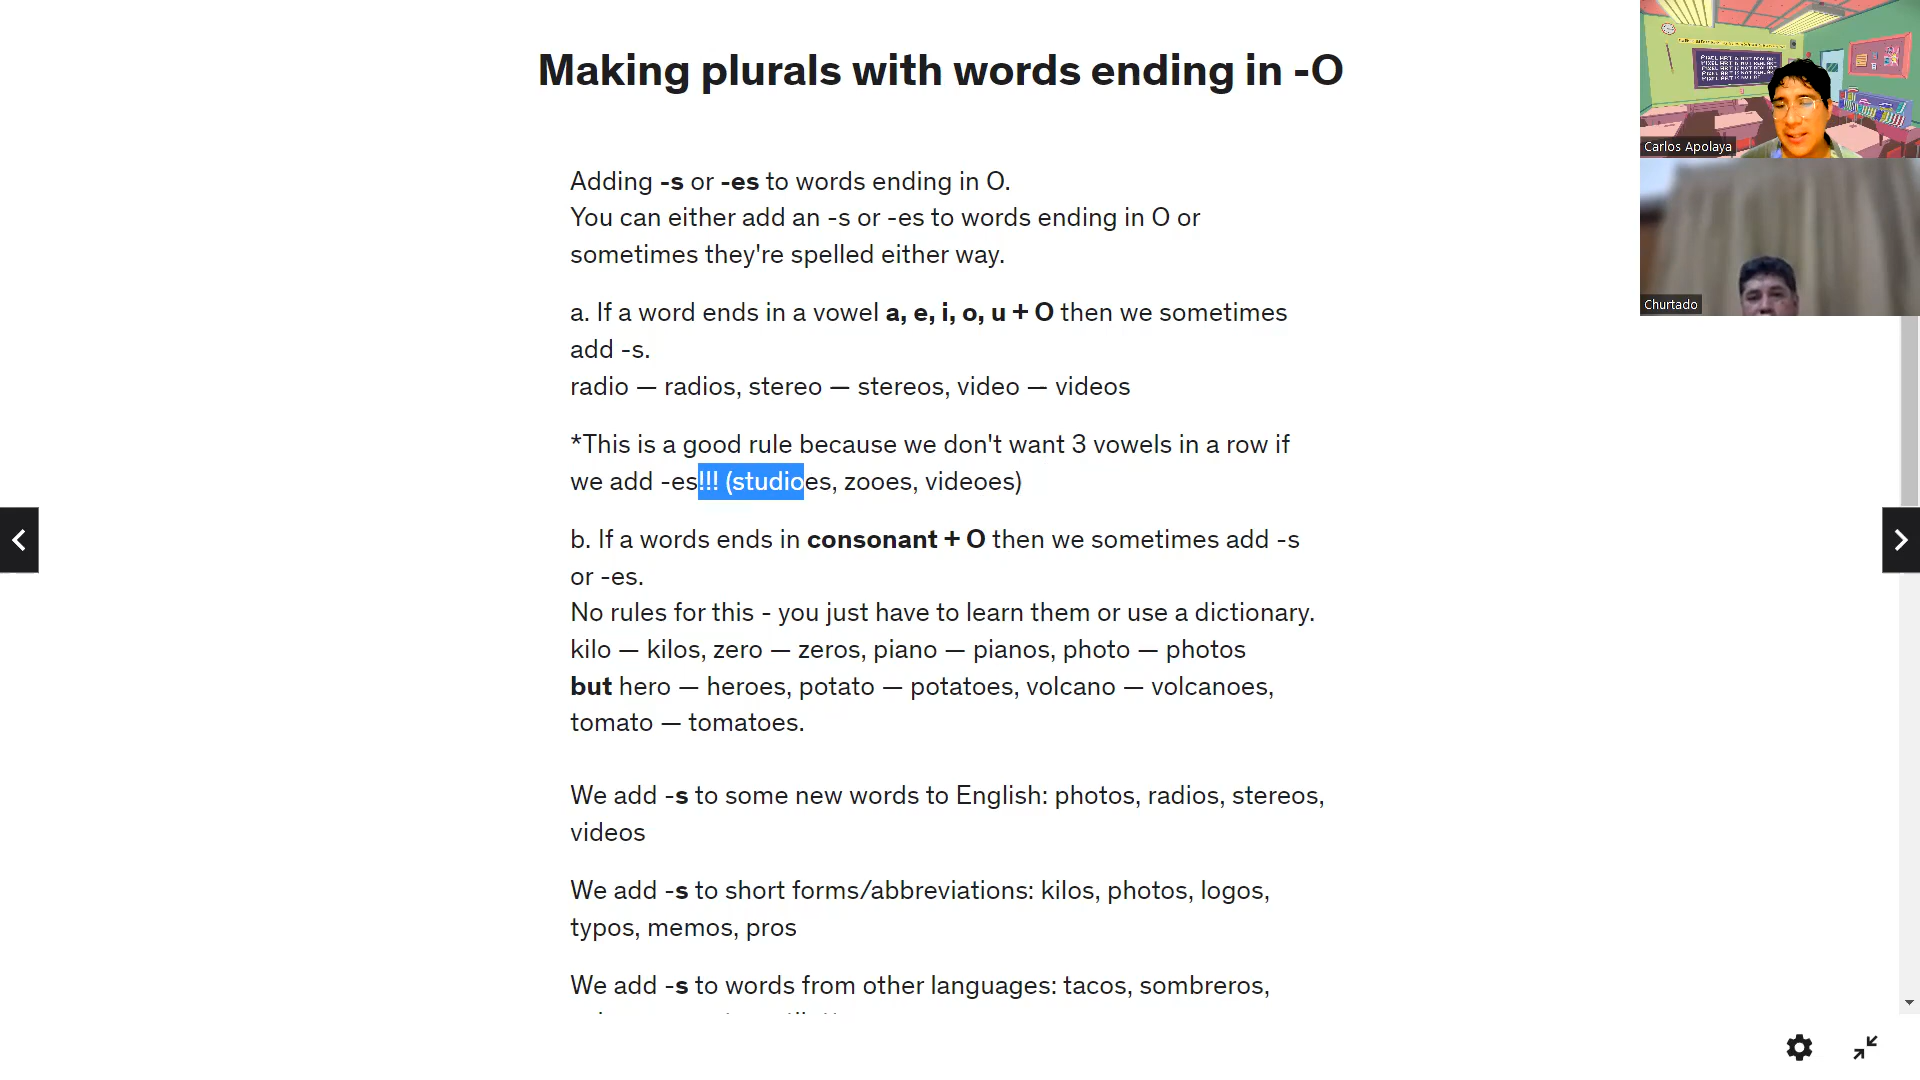 Making plurals with words ending in -O
Adding -s or -es to words ending in O.
You can either add an -s or -es to words ending in O or
sometimes they're spelled either way.
a. If a word ends in a vowel a, e, i, o, u + O then we sometimes
add -s.
radio — radios, stereo — stereos, video — videos
*This is a good rule because we don't want 3 vowels in a row if
we add -es!!! (studioes, zooes, videoes)
b. If a words ends in consonant + O then we sometimes add -s
or -es.
No rules for this - you just have to learn them or use a dictionary.
kilo — kilos, zero — zeros, piano — pianos, photo — photos
but hero — heroes, potato — potatoes, volcano — volcanoes,
tomato — tomatoes.
We add -s to some new words to English: photos, radios, stereos,
videos
We add -s to short forms/abbreviations: kilos, photos, logos,
typos, memos, pros
We add -s to words from other languages: tacos, sombreros,
Carlos Apolaya
Churtado